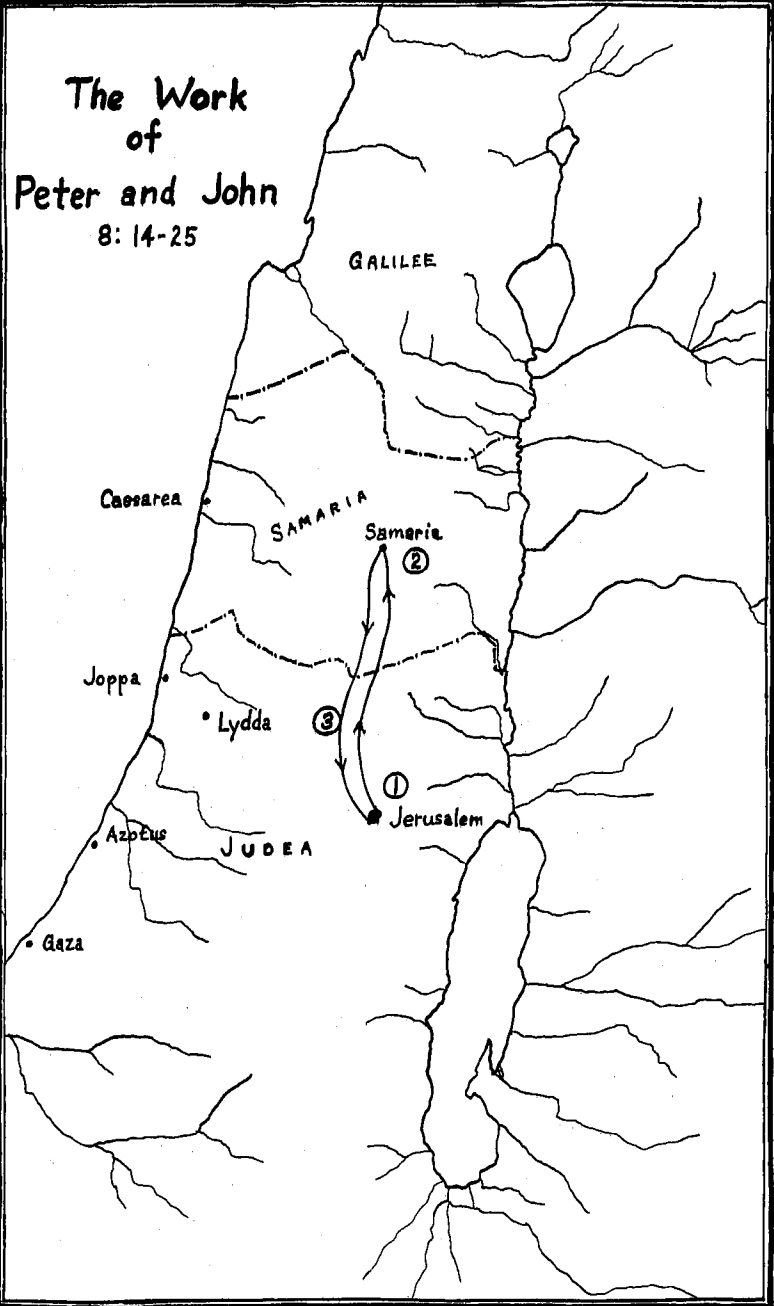 The Work
of
Peter and John
8: 14-25
GALILEE
Caesarea
SAMARIA
Samaria
2
Joppa
Lydda
3
1
Jerusalem
Azotus
JUDEA
Gaza